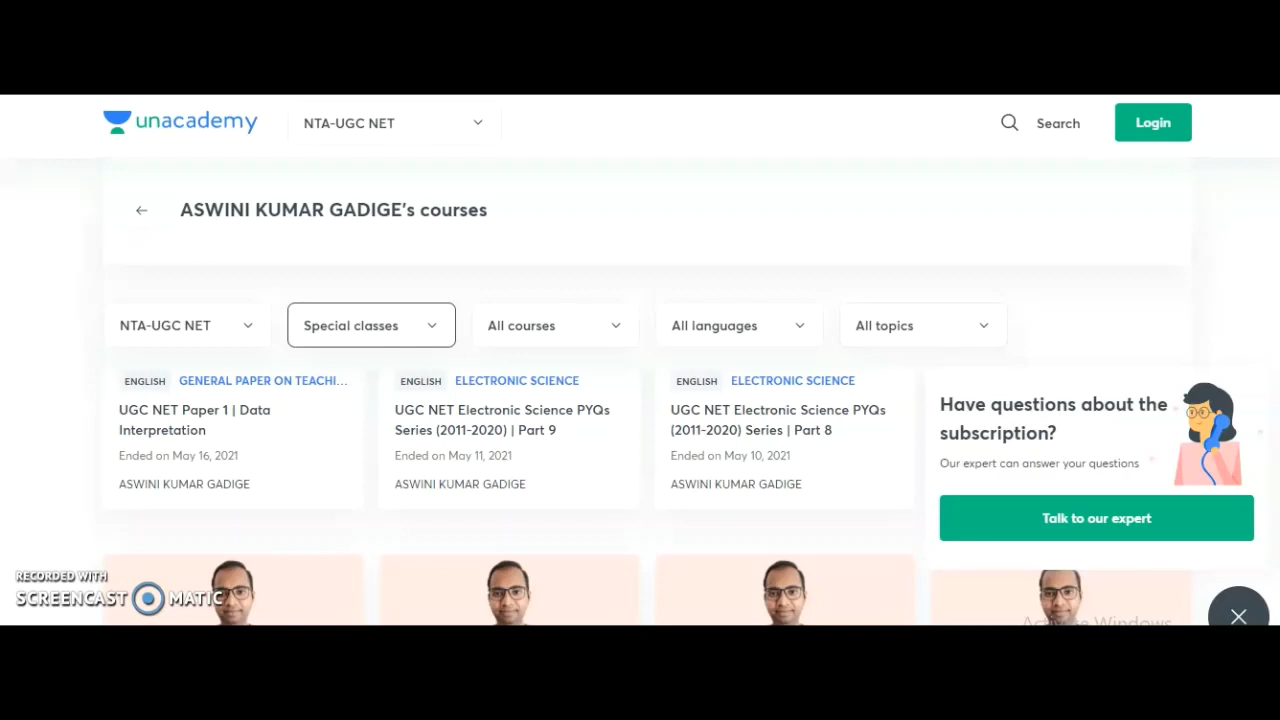 unacademy
NTA-UGC NET
Search
Login
ASWINI KUMAR GADIGE's courses
NTA-UGC NET
Special classes
All courses
All languages
All topics
ENGLISH GENERAL PAPER ON TEACHI...
UGC NET Paper 1 | Data
Interpretation
Ended on May 16, 2021
ASWINI KUMAR GADIGE
ENGLISH ELECTRONIC SCIENCE
UGC NET Electronic Science PYQs
Series (2011-2020) | Part 9
Ended on May 11, 2021
ASWINI KUMAR GADIGE
ENGLISH ELECTRONIC SCIENCE
UGC NET Electronic Science PYQs
(2011-2020) Series | Part 8
Ended on May 10, 2021
ASWINI KUMAR GADIGE
Have questions about the
subscription?
Our expert can answer your questions
Talk to our expert
RECORDED WITH
SCREENCAST MATIC
Activate Windows